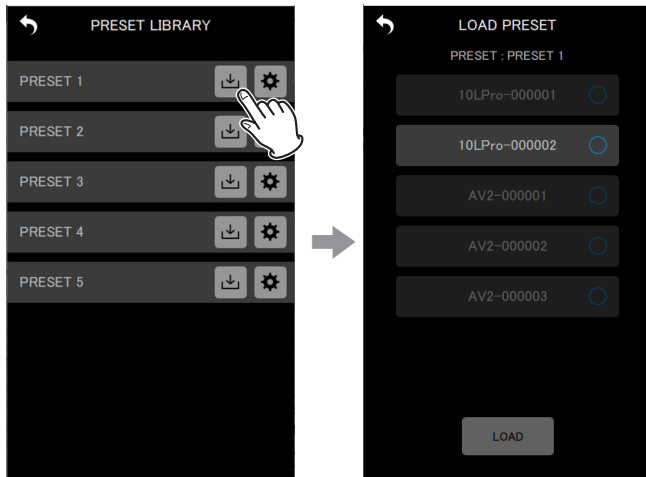 PRESET LIBRARY
PRESET 1
PRESET 2
PRESET 3
PRESET 4
PRESET 5
LOAD PRESET
PRESET : PRESET 1
10LPro-000001
10LPro-000002
AV2-000001
AV2-000002
AV2-000003
LOAD